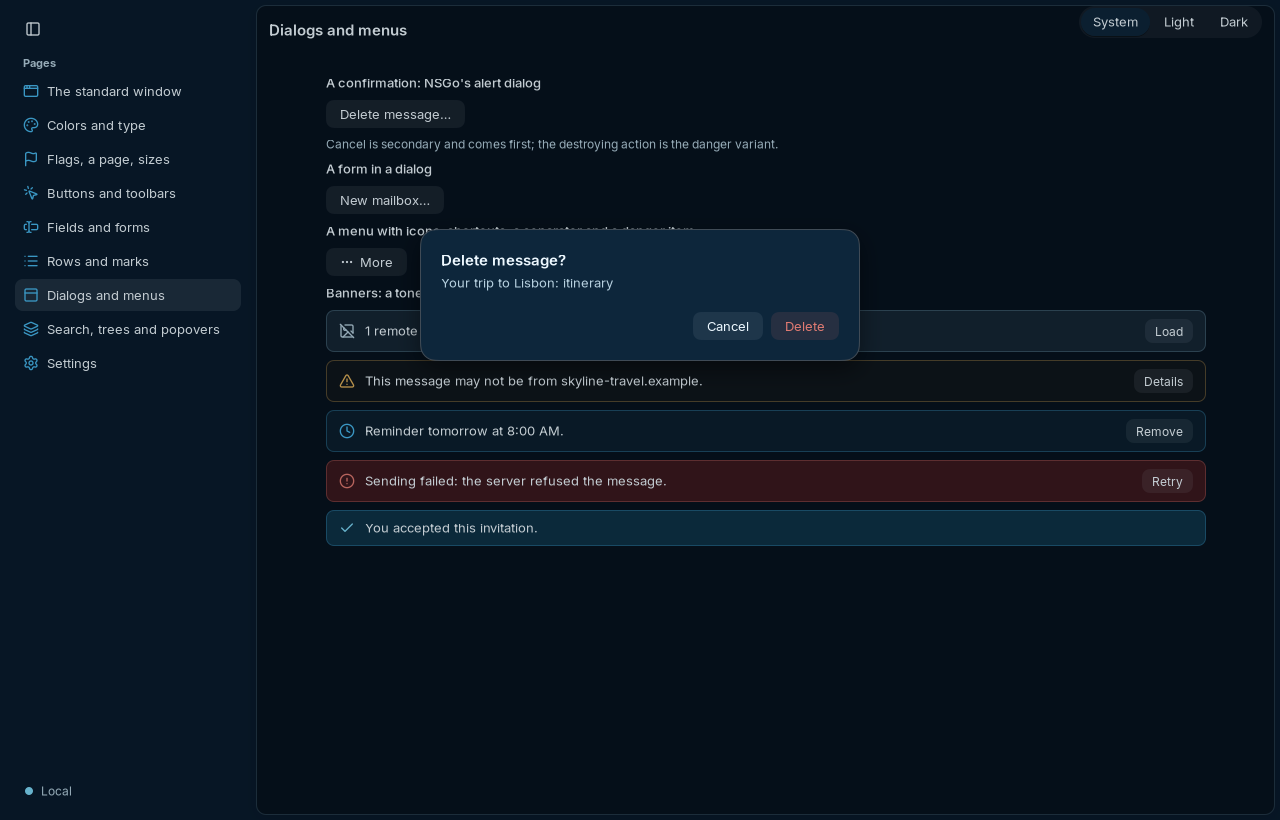 Pages
The standard window
Colors and type
Flags, a page, sizes
Buttons and toolbars
Fields and forms
Rows and marks
Dialogs and menus
Search, trees and popovers
Settings
Local
Dialogs and menus
System Light Dark
A confirmation: NSGo's alert dialog
Delete message…
Cancel is secondary and comes first; the destroying action is the danger variant.
A form in a dialog
New mailbox…
A menu with icons, shortcuts, a separator and a danger item
More
Banners: a tone
Delete message?
Your trip to Lisbon: itinerary
Cancel Delete
1 remote
Load
This message may not be from skyline-travel.example.
Details
Reminder tomorrow at 8:00 AM.
Remove
Sending failed: the server refused the message.
Retry
You accepted this invitation.